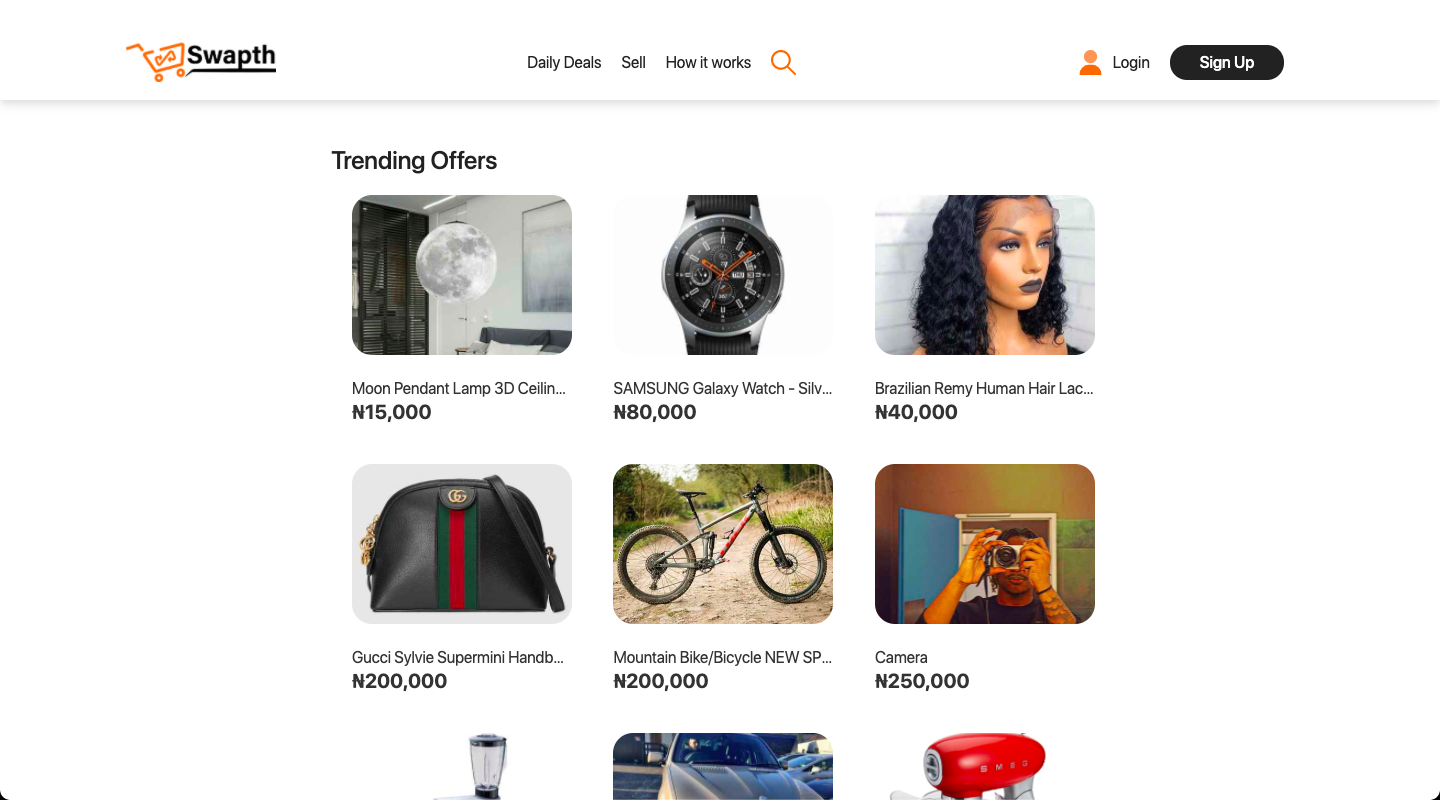 Swapth
Daily Deals Sell How it works
Login Sign Up
Trending Offers
Moon Pendant Lamp 3D Ceilin...
₦15,000
SAMSUNG Galaxy Watch - Silv...
₦80,000
Brazilian Remy Human Hair Lac...
₦40,000
Gucci Sylvie Supermini Handb...
₦200,000
Mountain Bike/Bicycle NEW SP...
₦200,000
Camera
₦250,000
SMEG